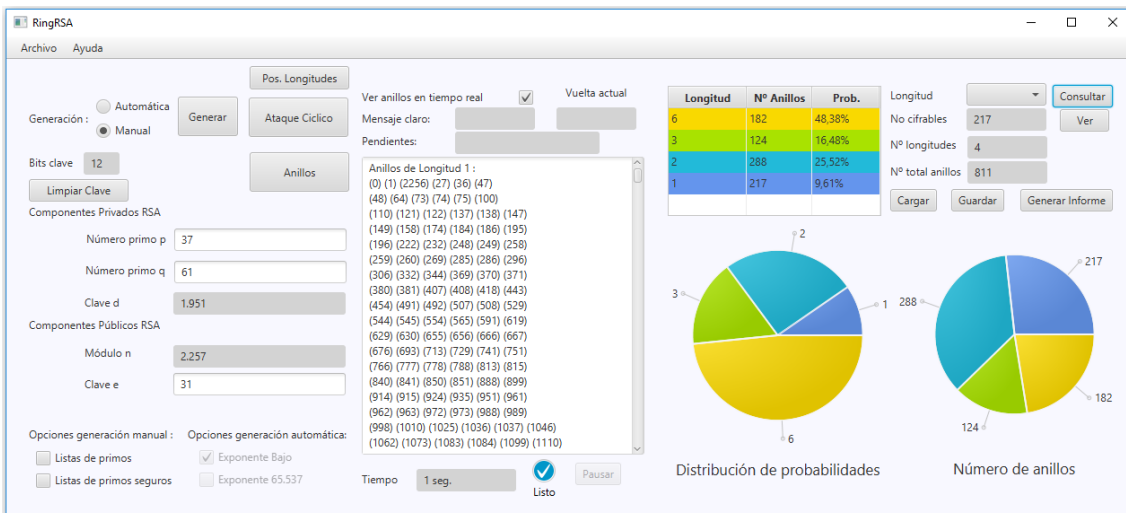 RingRSA
Archivo Ayuda
Generación :
Automática
Manual
Generar
Pos. Longitudes
Ataque Ciclico
Anillos
Bits clave 12
Limpiar Clave
Componentes Privados RSA
Número primo p 37
Número primo q 61
Clave d 1.951
Componentes Públicos RSA
Módulo n 2.257
Clave e 31
Opciones generación manual :
Listas de primos
Listas de primos seguros
Opciones generación automática:
Exponente Bajo
Exponente 65.537
Ver anillos en tiempo real
Vuelta actual
Mensaje claro:
Pendientes:
Anillos de Longitud 1 :
(0) (1) (2256) (27) (36) (47)
(48) (64) (73) (74) (75) (100)
(110) (121) (122) (137) (138) (147)
(149) (158) (174) (184) (186) (195)
(196) (222) (232) (248) (249) (258)
(259) (260) (269) (285) (286) (296)
(306) (332) (344) (369) (370) (371)
(380) (381) (407) (408) (418) (443)
(454) (491) (492) (507) (508) (529)
(544) (545) (554) (565) (591) (619)
(629) (630) (655) (656) (666) (667)
(676) (693) (713) (729) (741) (751)
(766) (777) (778) (788) (813) (815)
(840) (841) (850) (851) (888) (899)
(914) (915) (924) (935) (951) (961)
(962) (963) (972) (973) (988) (989)
(998) (1010) (1025) (1036) (1037) (1046)
(1062) (1073) (1083) (1084) (1099) (1110)
Tiempo 1 seg.
Listo
Pausar
Longitud Nº Anillos Prob.
6 182 48,38%
3 124 16,48%
2 288 25,52%
1 217 9,61%
Longitud
Consultar
No cifrables 217
Ver
Nº longitudes 4
Nº total anillos 811
Cargar Guardar Generar Informe
2
3
1
6
Distribución de probabilidades
217
288
182
124
Número de anillos